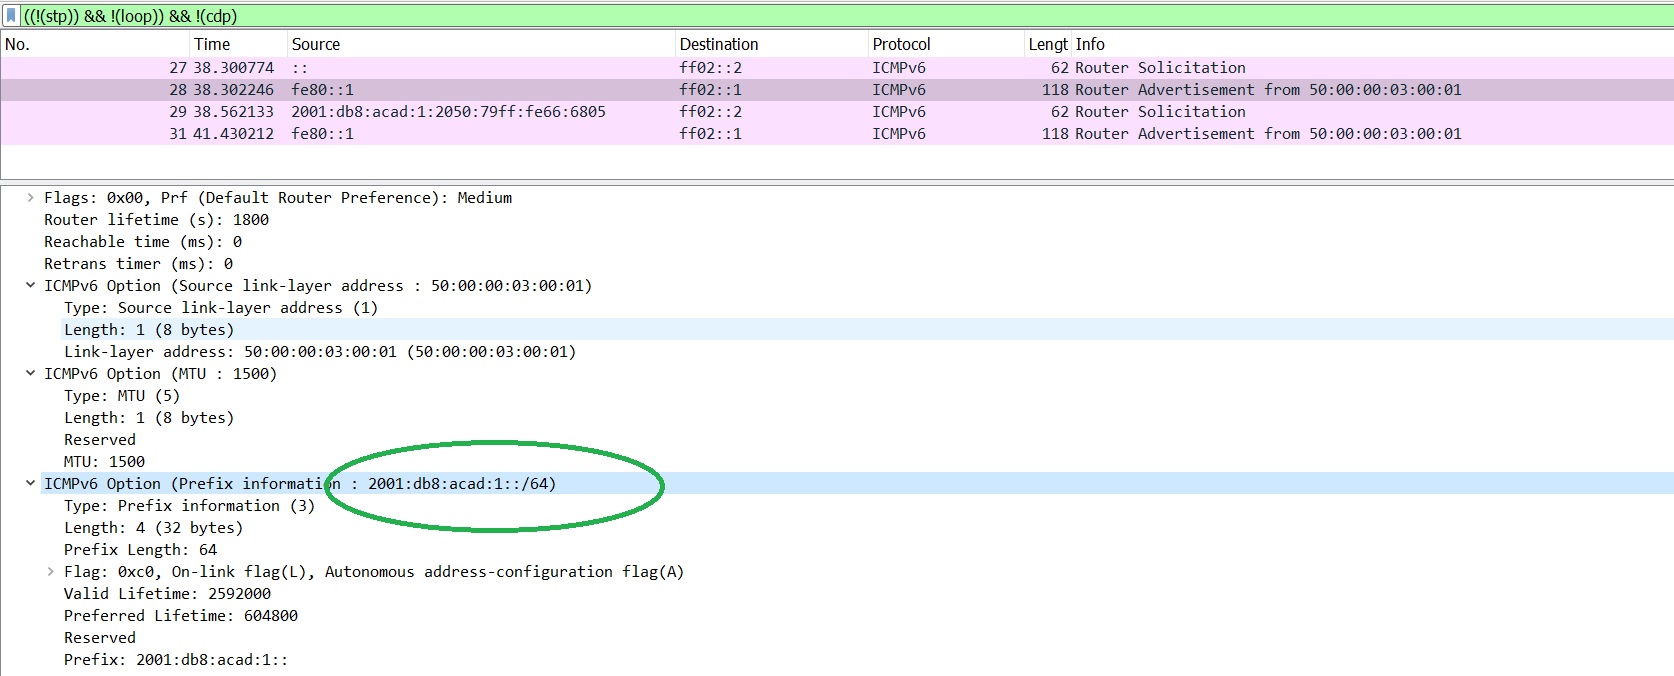 ((!(stp)) && !(loop)) && !(cdp)
No. Time Source Destination Protocol Lengt Info
27 38.300774 :: ff02::2 ICMPv6 62 Router Solicitation
28 38.302246 fe80::1 ff02::1 ICMPv6 118 Router Advertisement from 50:00:00:03:00:01
29 38.562133 2001:db8:acad:1:2050:79ff:fe66:6805 ff02::2 ICMPv6 62 Router Solicitation
31 41.430212 fe80::1 ff02::1 ICMPv6 118 Router Advertisement from 50:00:00:03:00:01
Flags: 0x00, Prf (Default Router Preference): Medium
Router lifetime (s): 1800
Reachable time (ms): 0
Retrans timer (ms): 0
ICMPv6 Option (Source link-layer address : 50:00:00:03:00:01)
Type: Source link-layer address (1)
Length: 1 (8 bytes)
Link-layer address: 50:00:00:03:00:01 (50:00:00:03:00:01)
ICMPv6 Option (MTU : 1500)
Type: MTU (5)
Length: 1 (8 bytes)
Reserved
MTU: 1500
ICMPv6 Option (Prefix information : 2001:db8:acad:1::/64)
Type: Prefix information (3)
Length: 4 (32 bytes)
Prefix Length: 64
Flag: 0xc0, On-link flag(L), Autonomous address-configuration flag(A)
Valid Lifetime: 2592000
Preferred Lifetime: 604800
Reserved
Prefix: 2001:db8:acad:1::